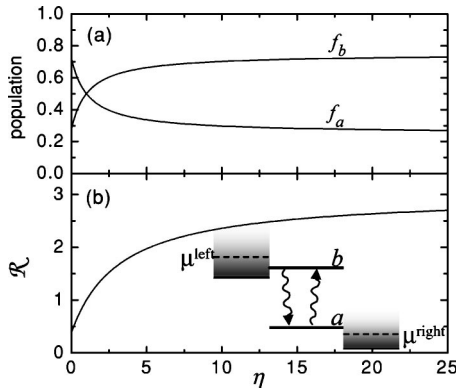 1.0
(a)
f_b
0.8
population
0.6
0.4
f_a
0.2
0.0
3
(b)
2
μ^left
b
ℛ
1
a
μ^right
0
0 5 10 15 20 25
η